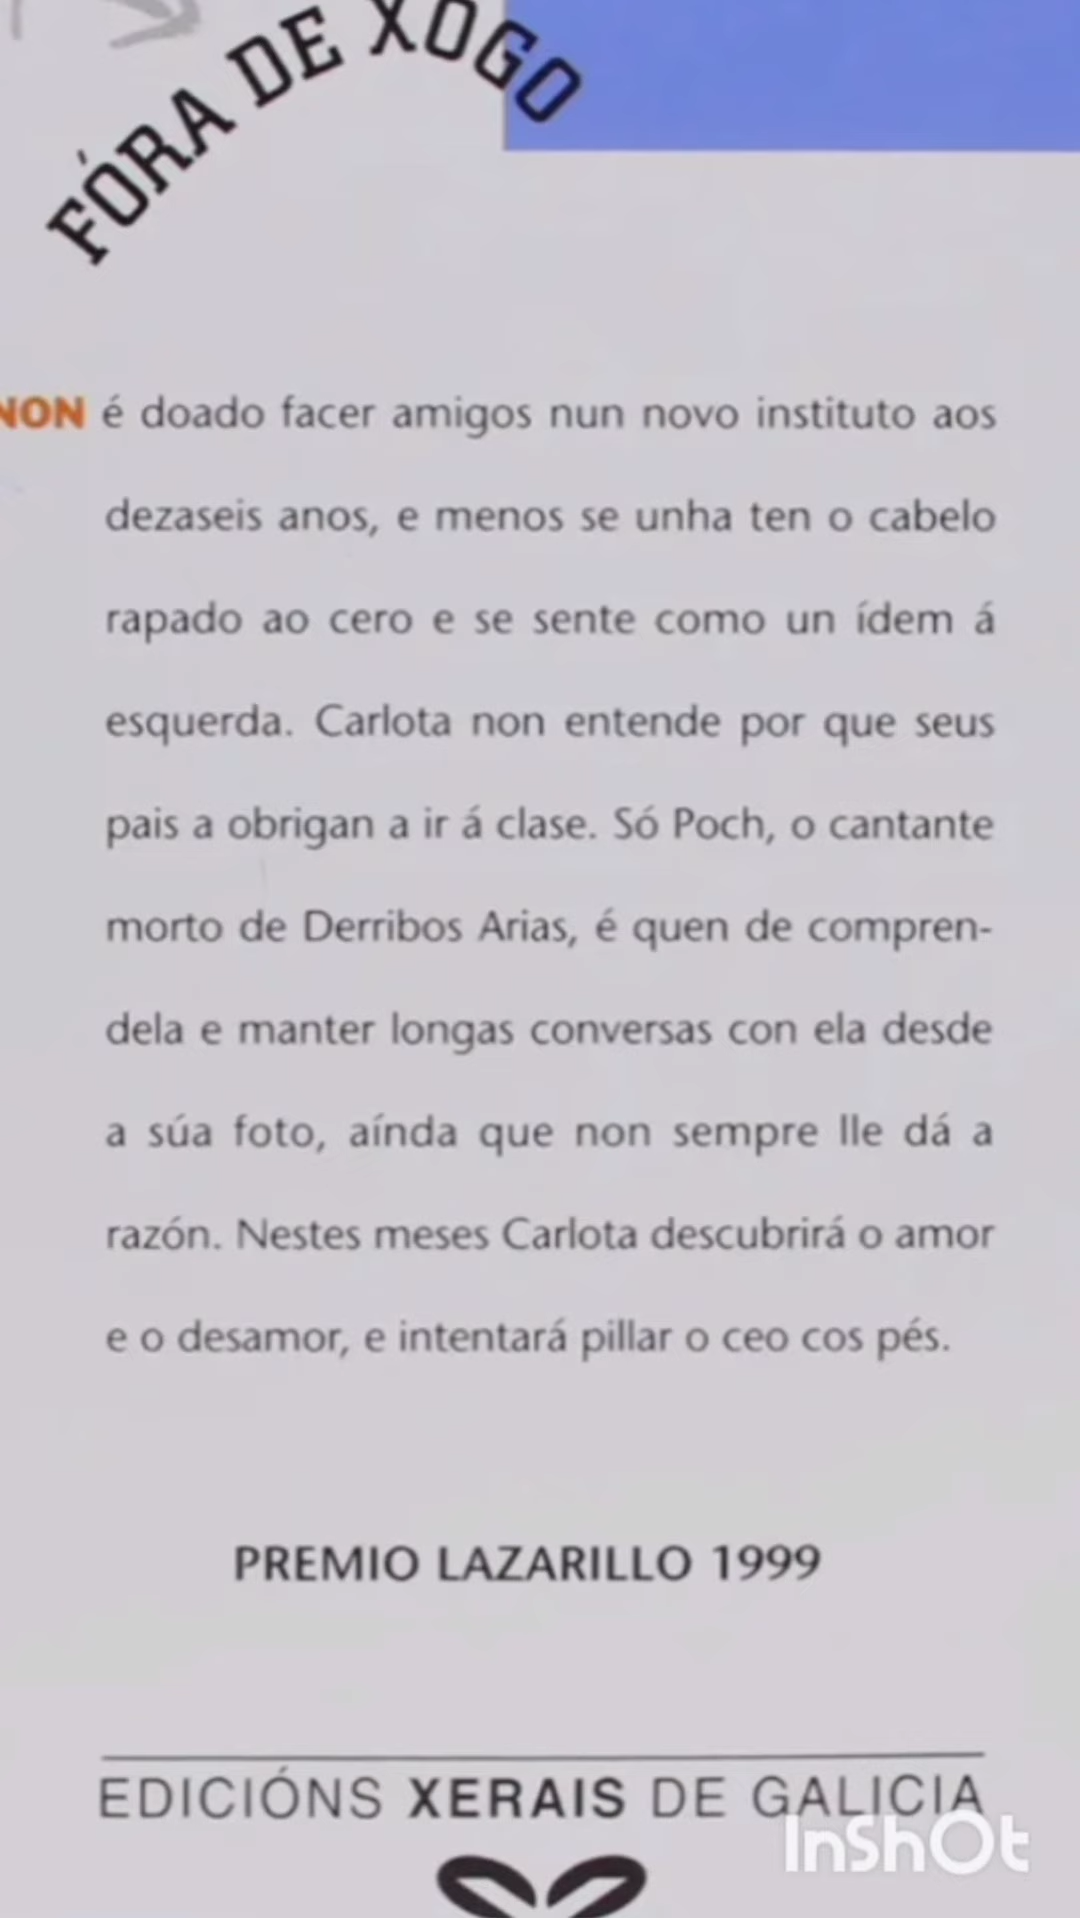 FÓRA DE XOGO
NON é doado facer amigos nun novo instituto aos
dezaseis anos, e menos se unha ten o cabelo
rapado ao cero e se sente como un ídem á
esquerda. Carlota non entende por que seus
pais a obrigan a ir á clase. Só Poch, o cantante
morto de Derribos Arias, é quen de compren-
dela e manter longas conversas con ela desde
a súa foto, aínda que non sempre lle dá a
razón. Nestes meses Carlota descubrirá o amor
e o desamor, e intentará pillar o ceo cos pés.
PREMIO LAZARILLO 1999
EDICIÓNS XERAIS DE GALICIA
InShOt